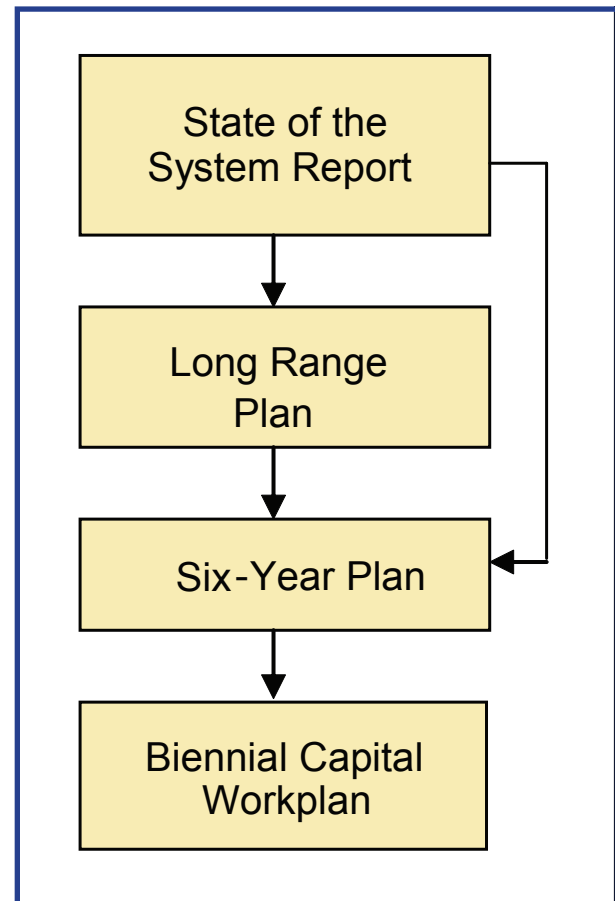 State of the
System Report
Long Range
Plan
Six-Year Plan
Biennial Capital
Workplan